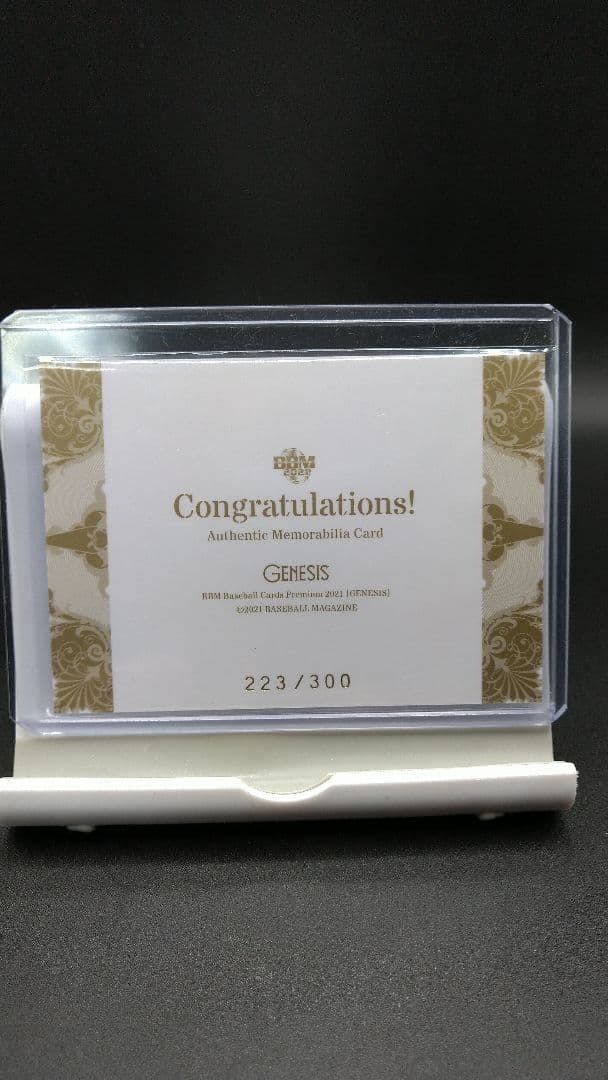 BBM
2021
Congratulations!
Authentic Memorabilia Card
GENESIS
BBM Baseball Cards Premium 2021 [GENESIS]
©2021 BASEBALL MAGAZINE
223/300